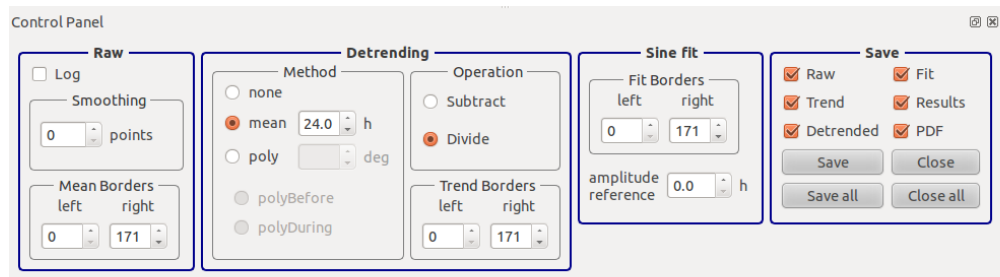 Control Panel
Raw
Log
Smoothing
0 points
Mean Borders
left right
0 171
Detrending
Method
none
mean 24.0 h
poly deg
polyBefore
polyDuring
Operation
Subtract
Divide
Trend Borders
left right
0 171
Sine fit
Fit Borders
left right
0 171
amplitude
reference 0.0 h
Save
Raw Fit
Trend Results
Detrended PDF
Save Close
Save all Close all